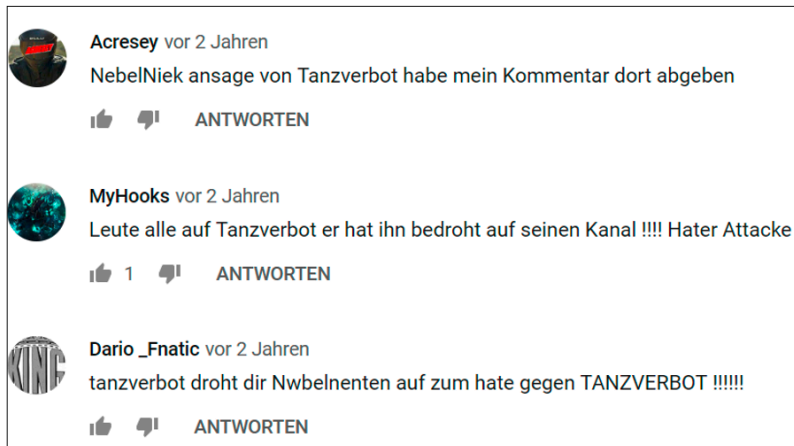 Acresey vor 2 Jahren
NebelNiek ansage von Tanzverbot habe mein Kommentar dort abgeben
ANTWORTEN
MyHooks vor 2 Jahren
Leute alle auf Tanzverbot er hat ihn bedroht auf seinen Kanal !!!! Hater Attacke
1 ANTWORTEN
KING
Dario _Fnatic vor 2 Jahren
tanzverbot droht dir Nwbelnenten auf zum hate gegen TANZVERBOT !!!!!!
ANTWORTEN